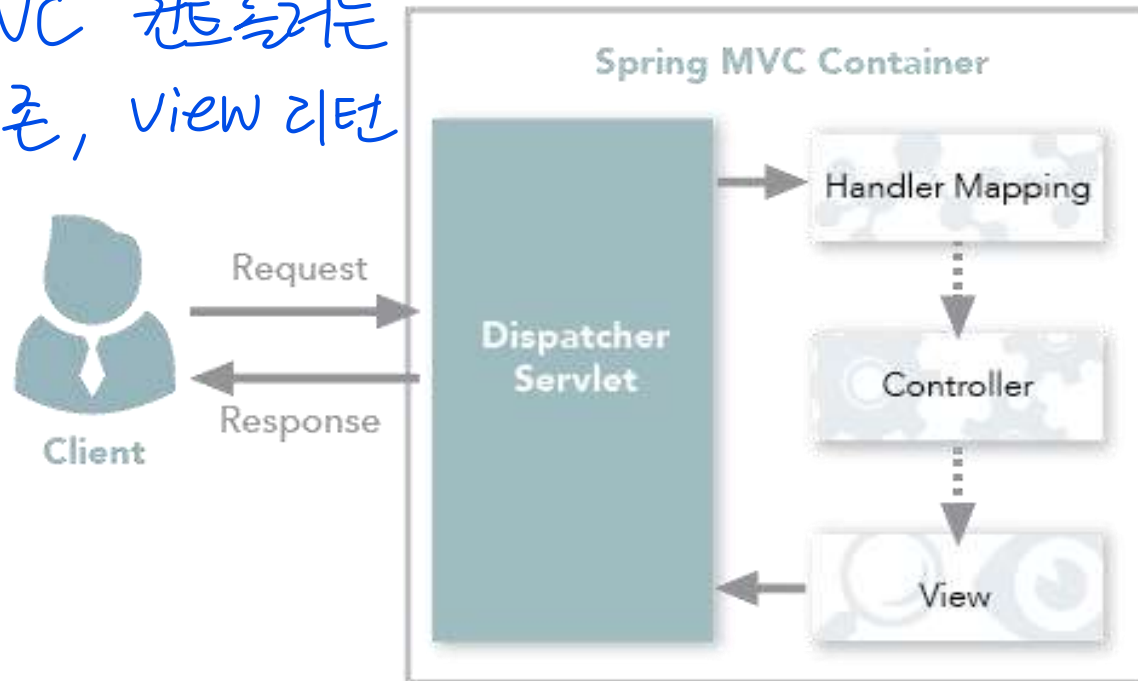 VC 컨트롤러는
존, View 리턴
Spring MVC Container
Handler Mapping
Request
Dispatcher
Servlet
Controller
Response
Client
View